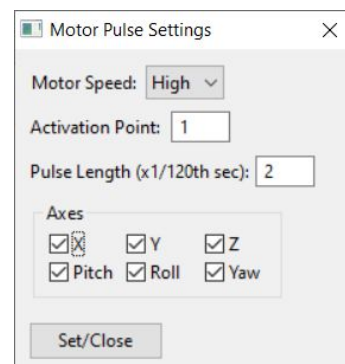 Motor Pulse Settings
Motor Speed: High
Activation Point: 1
Pulse Length (x1/120th sec): 2
Axes
X Y Z
Pitch Roll Yaw
Set/Close